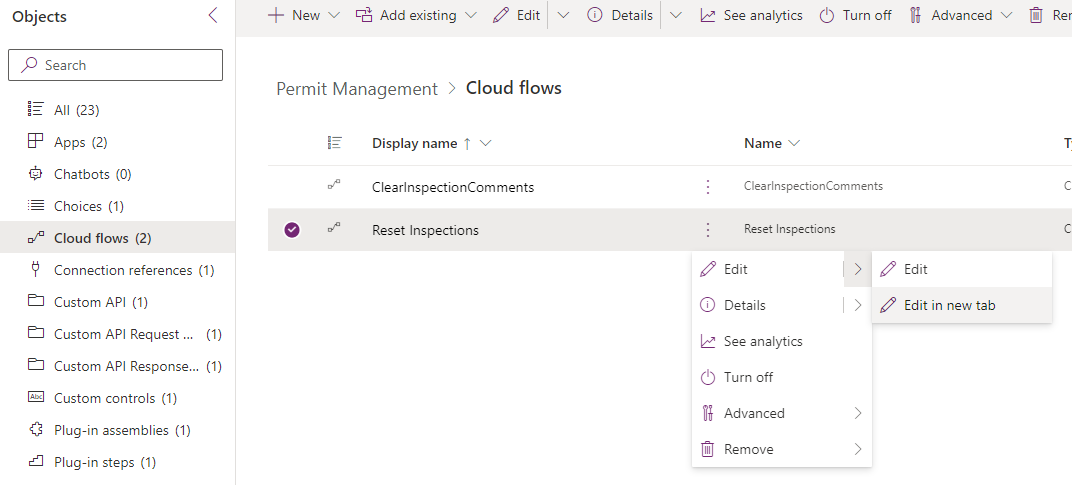 Objects
New
Add existing
Edit
Details
See analytics
Turn off
Advanced
Search
Permit Management > Cloud flows
All (23)
Apps (2)
Chatbots (0)
Choices (1)
Cloud flows (2)
Connection references (1)
Custom API (1)
Custom API Request ... (1)
Custom API Response... (1)
Abc Custom controls (1)
Plug-in assemblies (1)
Plug-in steps (1)
Display name ↑ Name
ClearInspectionComments ClearInspectionComments
Reset Inspections Reset Inspections
Edit
Details
See analytics
Turn off
Advanced
Remove
Edit
Edit in new tab